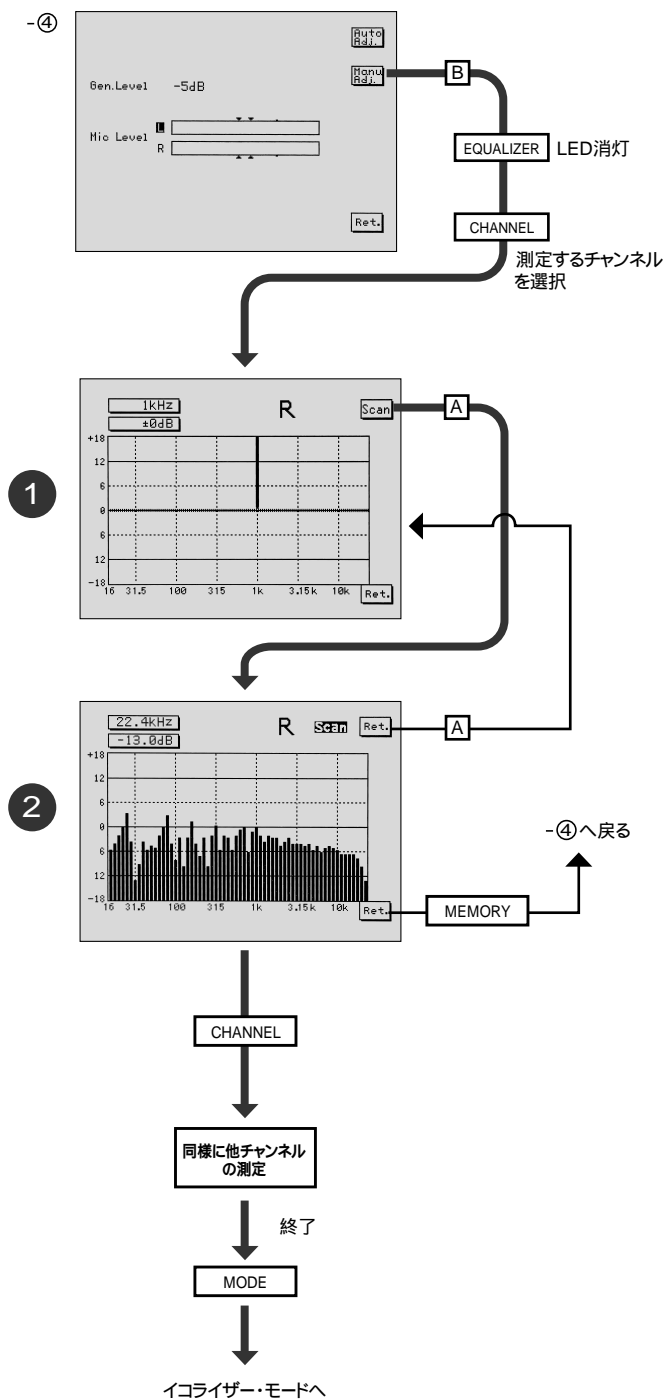 -④
Auto Adj.
Manu Adj.
B
Gen.Level -5dB
EQUALIZER LED消灯
Mic Level L
R
Ret.
CHANNEL
測定するチャンネル
を選択
1kHz
±0dB
R
Scan
A
+18
12
6
0
6
12
-18
16 31.5 100 315 1k 3.15k 10k
Ret.
1
22.4kHz
-13.0dB
R
Scan
Ret.
A
+18
12
6
0
6
12
-18
16 31.5 100 315 1k 3.15k 10k
Ret.
2
-④へ戻る
MEMORY
CHANNEL
同様に他チャンネル
の測定
終了
MODE
イコライザー・モードへ